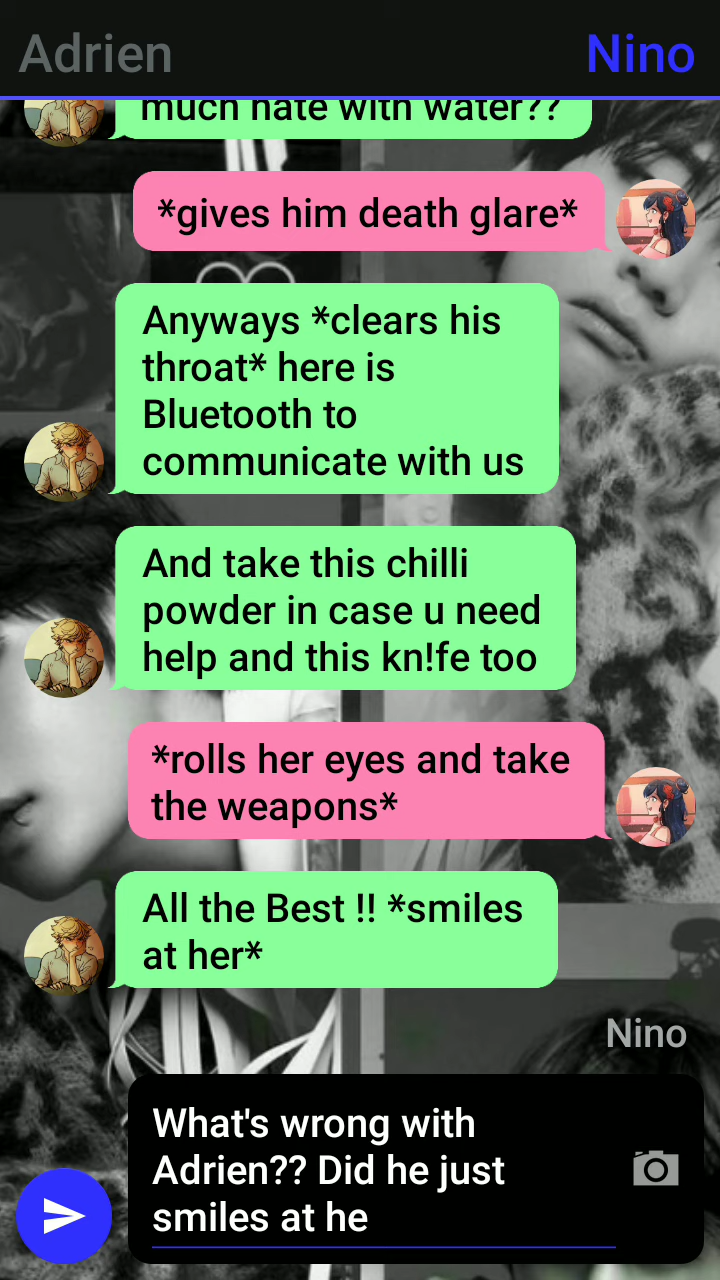 Adrien
Nino
much hate with water??
*gives him death glare*
Anyways *clears his
throat* here is
Bluetooth to
communicate with us
And take this chilli
powder in case u need
help and this kn!fe too
*rolls her eyes and take
the weapons*
All the Best !! *smiles
at her*
Nino
What's wrong with
Adrien?? Did he just
smiles at he